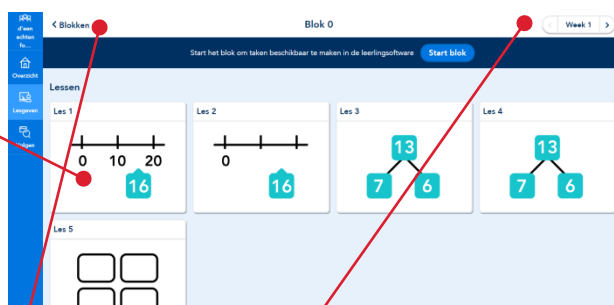 d'een
achten
fo...
Overzicht
Lesgeven
< Blokken
Blok 0
< Week 1 >
Start het blok om taken beschikbaar te maken in de leerlingsoftware
Start blok
Lessen
Les 1
0 10 20
16
Les 2
0
16
Les 3
13
7 6
Les 4
13
7 6
Les 5